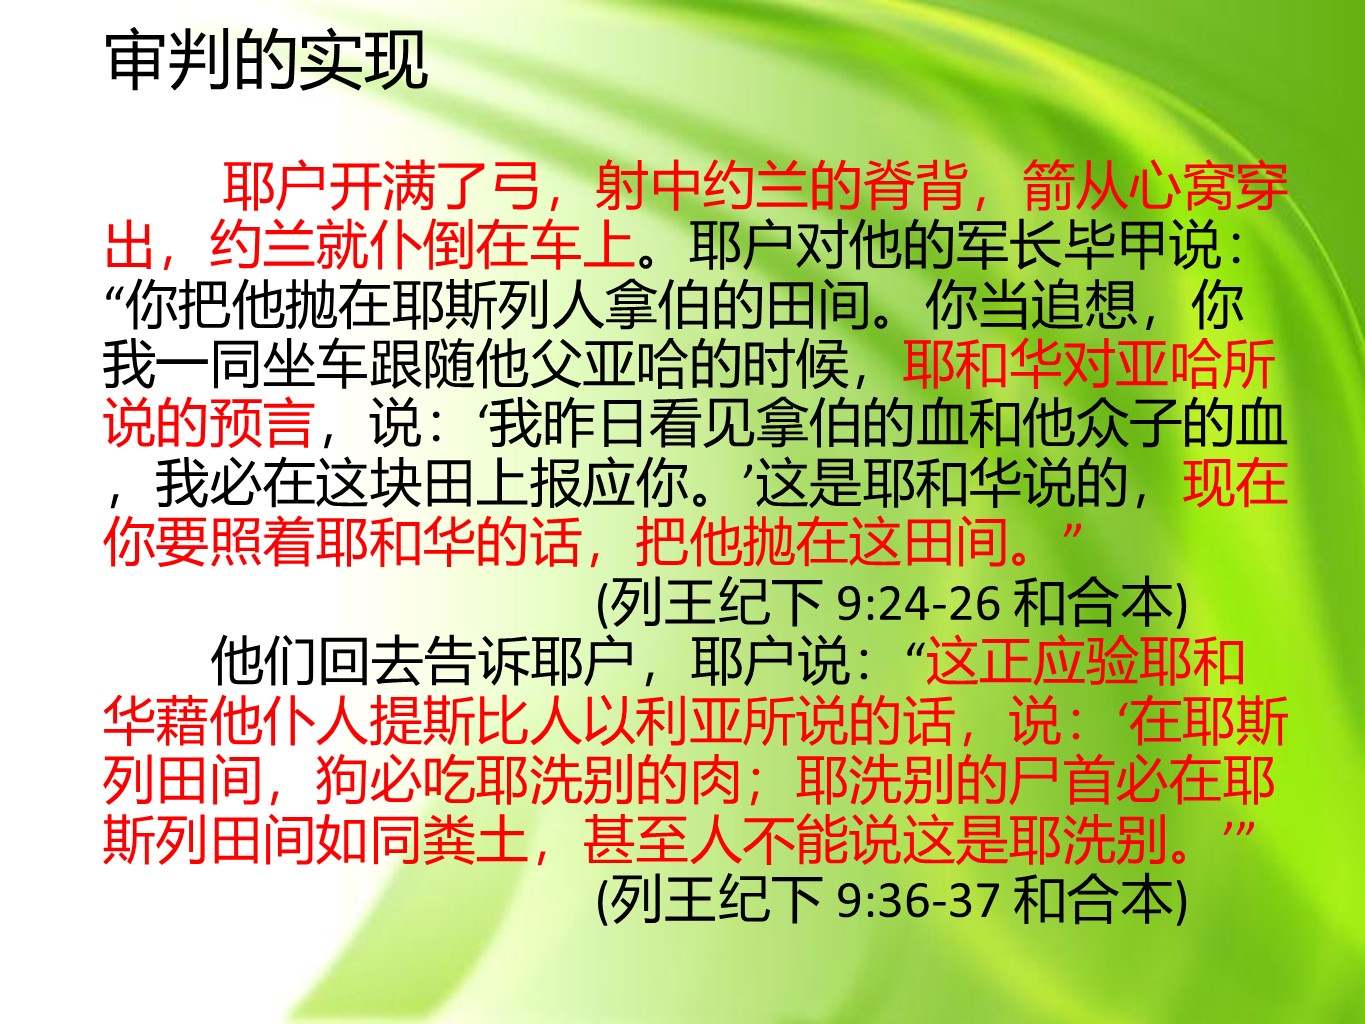 审判的实现
耶户开满了弓，射中约兰的脊背，箭从心窝穿
出，约兰就仆倒在车上。耶户对他的军长毕甲说：
“你把他抛在耶斯列人拿伯的田间。你当追想，你
我一同坐车跟随他父亚哈的时候，耶和华对亚哈所
说的预言，说：‘我昨日看见拿伯的血和他众子的血
，我必在这块田上报应你。’这是耶和华说的，现在
你要照着耶和华的话，把他抛在这田间。”
(列王纪下 9:24-26 和合本)
他们回去告诉耶户，耶户说：“这正应验耶和
华藉他仆人提斯比人以利亚所说的话，说：‘在耶斯
列田间，狗必吃耶洗别的肉；耶洗别的尸首必在耶
斯列田间如同粪土，甚至人不能说这是耶洗别。’”
(列王纪下 9:36-37 和合本)